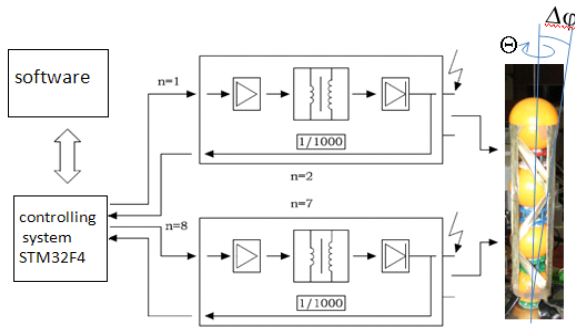 Δφ
Θ
software
n=1
1/1000
n=2
controlling
system
STM32F4
n=7
n=8
1/1000